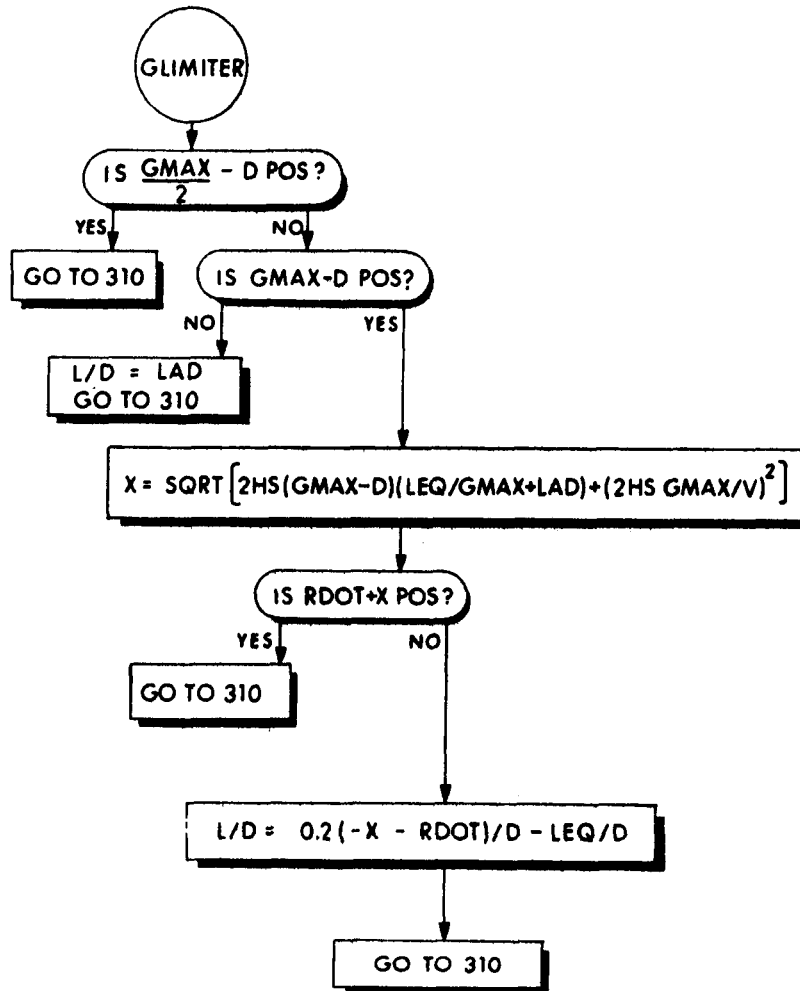 GLIMITER
IS GMAX/2 - D POS?
YES
NO
GO TO 310
IS GMAX-D POS?
NO
YES
L/D = LAD
GO TO 310
X = SQRT [2HS(GMAX-D)(LEQ/GMAX+LAD)+(2HS GMAX/V)²]
IS RDOT+X POS?
YES
NO
GO TO 310
L/D = 0.2(-X - RDOT)/D - LEQ/D
GO TO 310